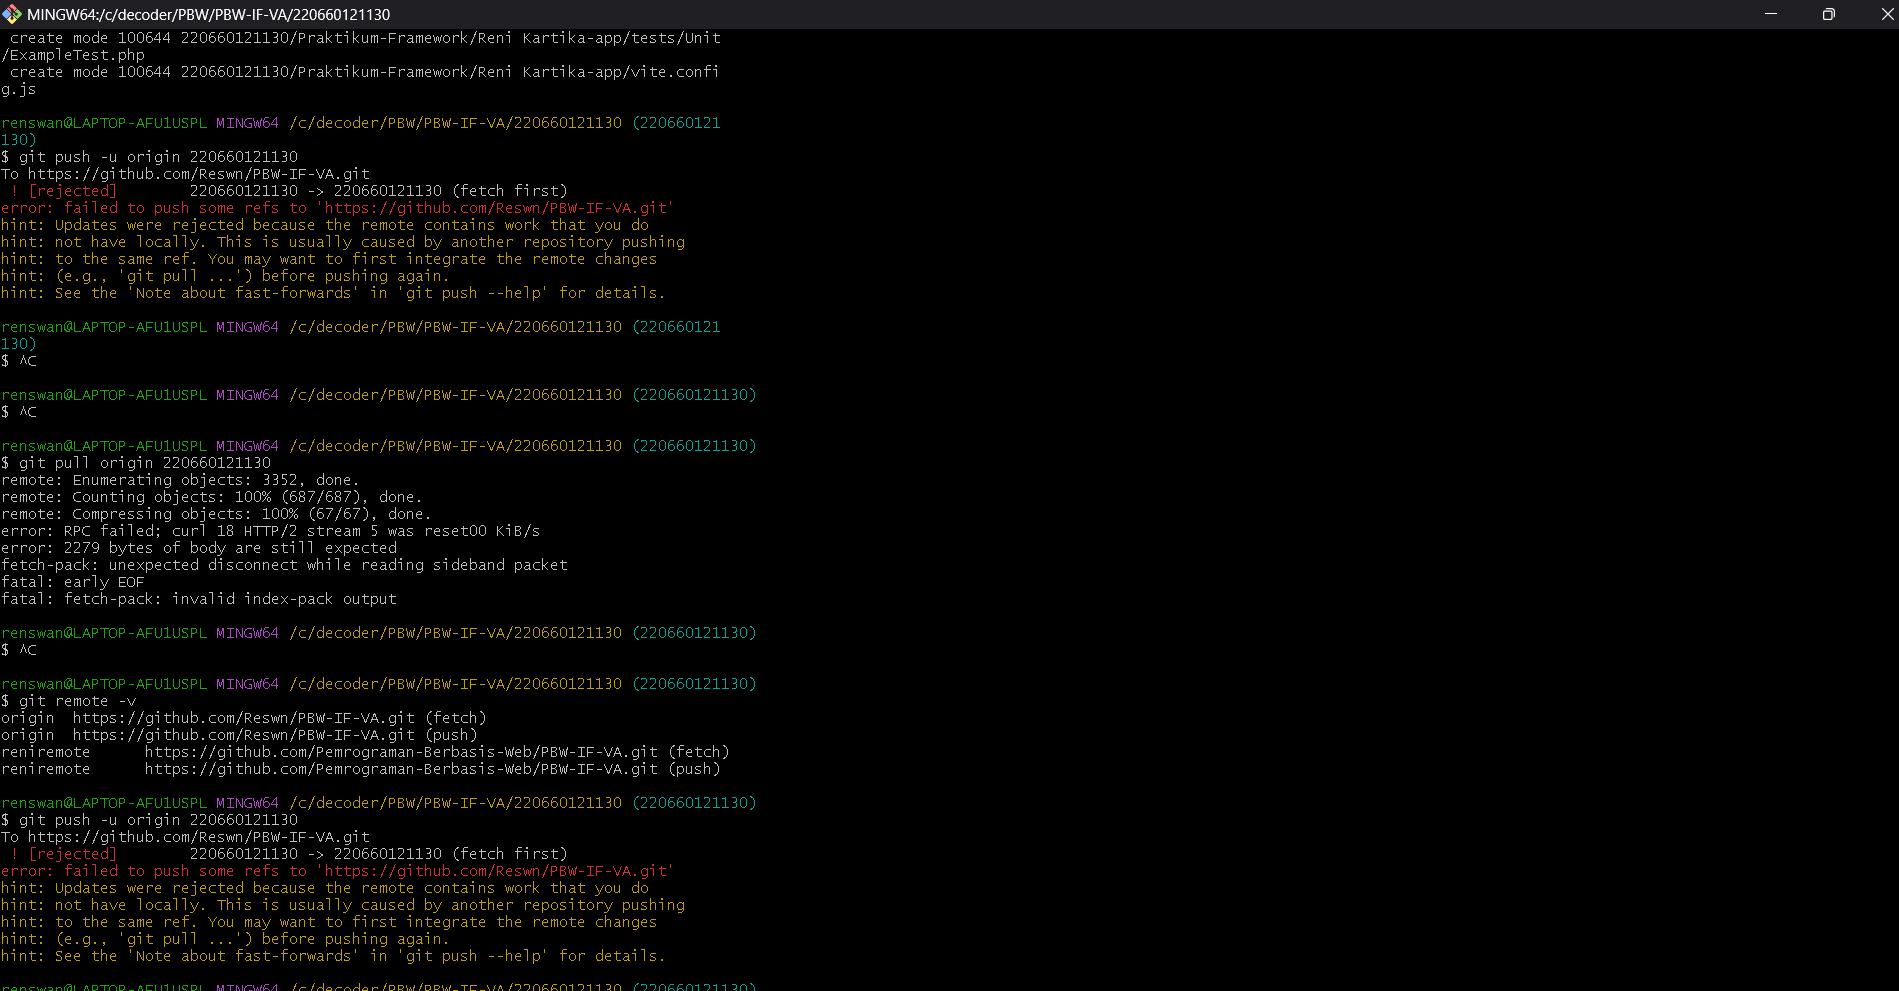 MINGW64:/c/decoder/PBW/PBW-IF-VA/220660121130
 create mode 100644 220660121130/Praktikum-Framework/Reni Kartika-app/tests/Unit
/ExampleTest.php
 create mode 100644 220660121130/Praktikum-Framework/Reni Kartika-app/vite.confi
g.js
renswan@LAPTOP-AFU1USPL MINGW64 /c/decoder/PBW/PBW-IF-VA/220660121130 (220660121
130)
$ git push -u origin 220660121130
To https://github.com/Reswn/PBW-IF-VA.git
 ! [rejected]        220660121130 -> 220660121130 (fetch first)
error: failed to push some refs to 'https://github.com/Reswn/PBW-IF-VA.git'
hint: Updates were rejected because the remote contains work that you do
hint: not have locally. This is usually caused by another repository pushing
hint: to the same ref. You may want to first integrate the remote changes
hint: (e.g., 'git pull ...') before pushing again.
hint: See the 'Note about fast-forwards' in 'git push --help' for details.
renswan@LAPTOP-AFU1USPL MINGW64 /c/decoder/PBW/PBW-IF-VA/220660121130 (220660121
130)
$ ^C
renswan@LAPTOP-AFU1USPL MINGW64 /c/decoder/PBW/PBW-IF-VA/220660121130 (220660121130)
$ ^C
renswan@LAPTOP-AFU1USPL MINGW64 /c/decoder/PBW/PBW-IF-VA/220660121130 (220660121130)
$ git pull origin 220660121130
remote: Enumerating objects: 3352, done.
remote: Counting objects: 100% (687/687), done.
remote: Compressing objects: 100% (67/67), done.
error: RPC failed; curl 18 HTTP/2 stream 5 was reset00 KiB/s
error: 2279 bytes of body are still expected
fetch-pack: unexpected disconnect while reading sideband packet
fatal: early EOF
fatal: fetch-pack: invalid index-pack output
renswan@LAPTOP-AFU1USPL MINGW64 /c/decoder/PBW/PBW-IF-VA/220660121130 (220660121130)
$ ^C
renswan@LAPTOP-AFU1USPL MINGW64 /c/decoder/PBW/PBW-IF-VA/220660121130 (220660121130)
$ git remote -v
origin  https://github.com/Reswn/PBW-IF-VA.git (fetch)
origin  https://github.com/Reswn/PBW-IF-VA.git (push)
reniremote      https://github.com/Pemrograman-Berbasis-Web/PBW-IF-VA.git (fetch)
reniremote      https://github.com/Pemrograman-Berbasis-Web/PBW-IF-VA.git (push)
renswan@LAPTOP-AFU1USPL MINGW64 /c/decoder/PBW/PBW-IF-VA/220660121130 (220660121130)
$ git push -u origin 220660121130
To https://github.com/Reswn/PBW-IF-VA.git
 ! [rejected]        220660121130 -> 220660121130 (fetch first)
error: failed to push some refs to 'https://github.com/Reswn/PBW-IF-VA.git'
hint: Updates were rejected because the remote contains work that you do
hint: not have locally. This is usually caused by another repository pushing
hint: to the same ref. You may want to first integrate the remote changes
hint: (e.g., 'git pull ...') before pushing again.
hint: See the 'Note about fast-forwards' in 'git push --help' for details.
renswan@LAPTOP-AFU1USPL MINGW64 /c/decoder/PBW/PBW-IF-VA/220660121130 (220660121130)